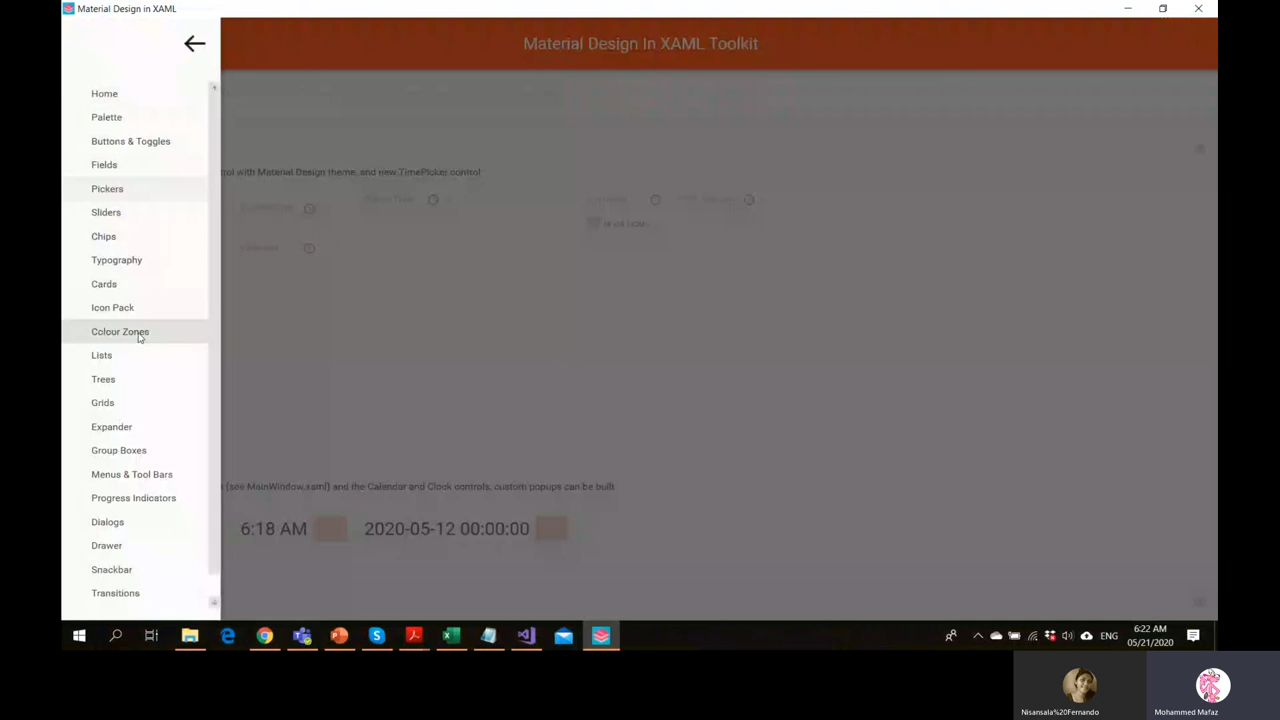 Material Design in XAML
Material Design In XAML Toolkit
Home
Palette
Buttons & Toggles
Fields
Pickers
Sliders
Chips
Typography
Cards
Icon Pack
Colour Zones
Lists
Trees
Grids
Expander
Group Boxes
Menus & Tool Bars
Progress Indicators
Dialogs
Drawer
Snackbar
Transitions
rol with Material Design theme, and new TimePicker control
(see MainWindow.xaml) and the Calendar and Clock controls, custom popups can be built
6:18 AM 2020-05-12 00:00:00
ENG
6:22 AM
05/21/2020
Nisansala%20Fernando
Mohammed Mafaz